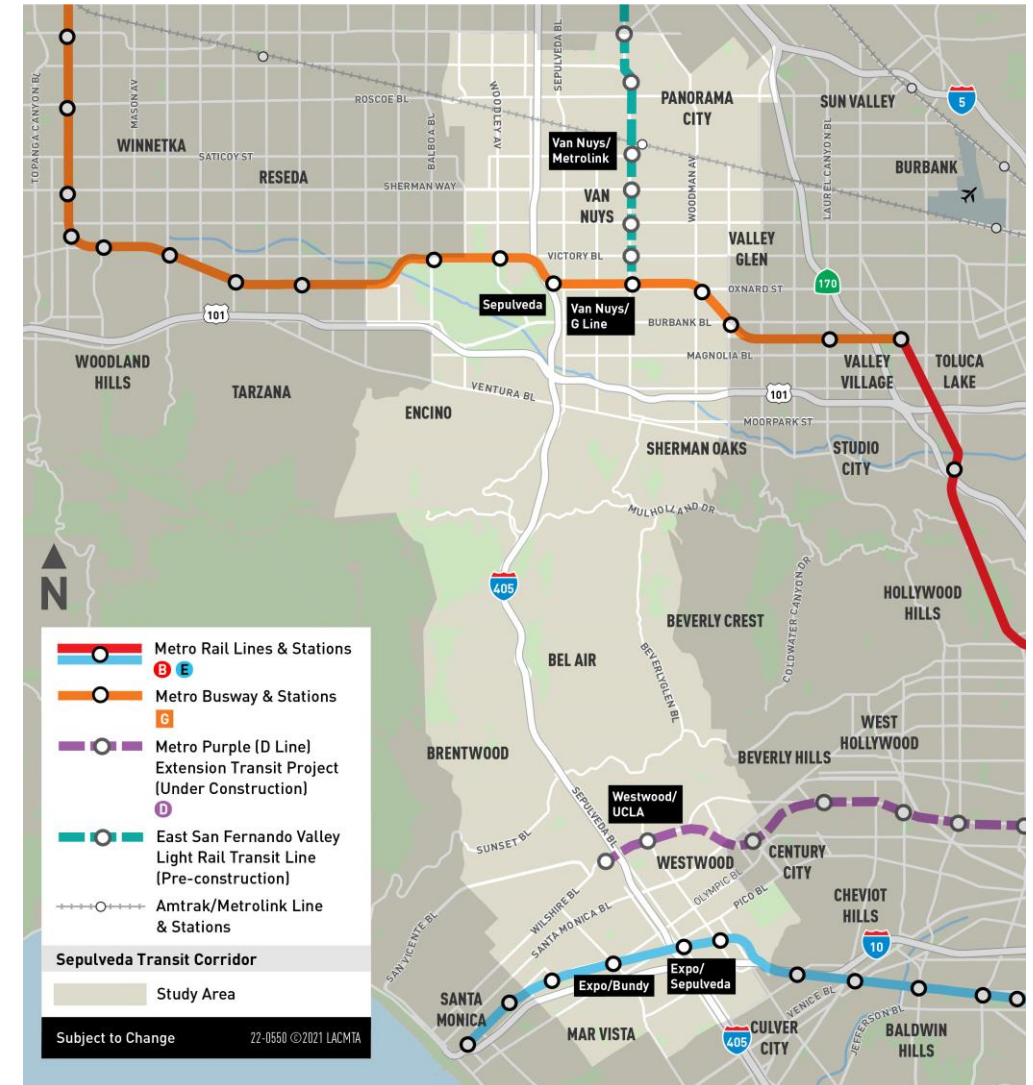 TOPANGA CANYON BL
MASON AV
WINNETKA
SATICOY ST
ROSCOE BL
RESEDA
SHERMAN WAY
BALBOA BL
WOODLEY AV
SEPULVEDA BL
PANORAMA
CITY
Van Nuys/
Metrolink
VAN
NUYS
WOODMAN AV
LAUREL CANYON BL
SUN VALLEY
5
BURBANK
VALLEY
GLEN
VICTORY BL
OXNARD ST
170
Sepulveda
Van Nuys/
G Line
BURBANK BL
MAGNOLIA BL
101
WOODLAND
HILLS
TARZANA
VENTURA BL
ENCINO
VALLEY
VILLAGE
TOLUCA
LAKE
101
MOORPARK ST
SHERMAN OAKS
STUDIO
CITY
MULHOLLAND DR
N
405
COLDWATER CANYON DR
HOLLYWOOD
HILLS
BEVERLY CREST
BEL AIR
BEVERLYGLEN BL
BRENTWOOD
WEST
HOLLYWOOD
BEVERLY HILLS
SEPULVEDA BL
Westwood/
UCLA
SUNSET BL
WESTWOOD
CENTURY
CITY
OLYMPIC BL
PICO BL
WILSHIRE BL
SANTA MONICA BL
SAN VICENTE BL
CHEVIOT
HILLS
10
Expo/Bundy
Expo/
Sepulveda
SANTA
MONICA
MAR VISTA
405
CULVER
CITY
VENICE BL
JEFFERSON BL
BALDWIN
HILLS
Metro Rail Lines & Stations
B E
Metro Busway & Stations
G
Metro Purple (D Line)
Extension Transit Project
(Under Construction)
D
East San Fernando Valley
Light Rail Transit Line
(Pre-construction)
Amtrak/Metrolink Line
& Stations
Sepulveda Transit Corridor
Study Area
Subject to Change 22-0550 ©2021 LACMTA